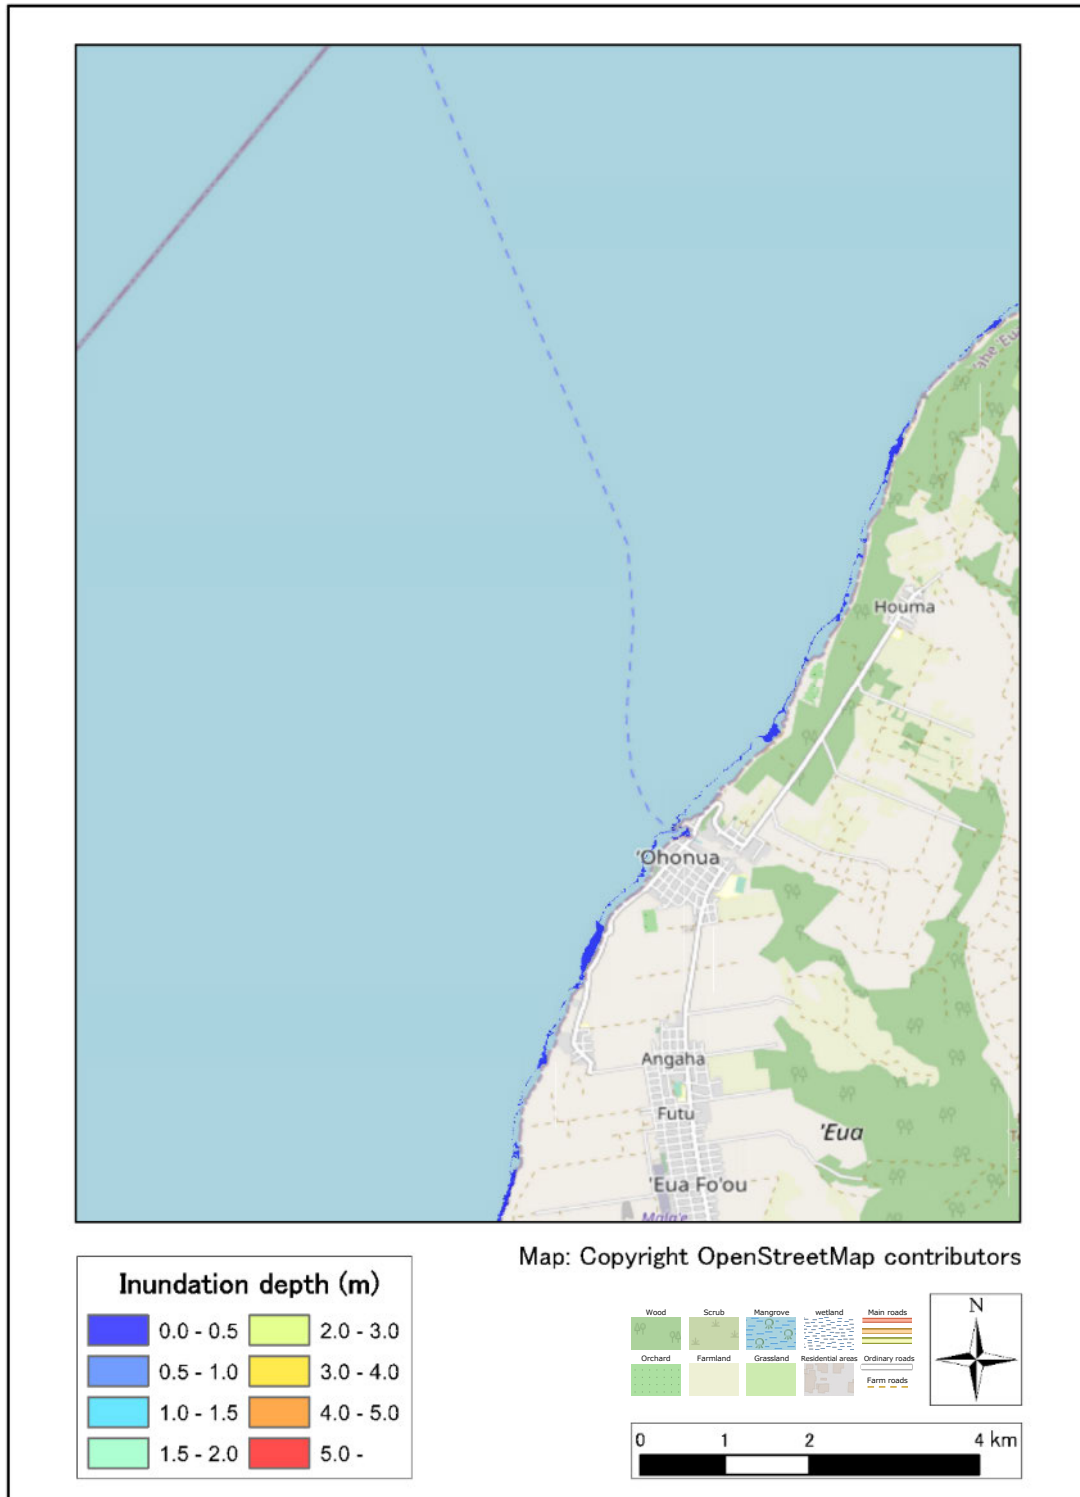 Houma
'Ohonua
Angaha
Futu
'Eua
'Eua Fo'ou
Map: Copyright OpenStreetMap contributors
Inundation depth (m)
0.0 - 0.5
2.0 - 3.0
0.5 - 1.0
3.0 - 4.0
1.0 - 1.5
4.0 - 5.0
1.5 - 2.0
5.0 -
Wood
Scrub
Mangrove
wetland
Main roads
Orchard
Farmland
Grassland
Residential areas
Ordinary roads
Farm roads
N
0 1 2 4 km